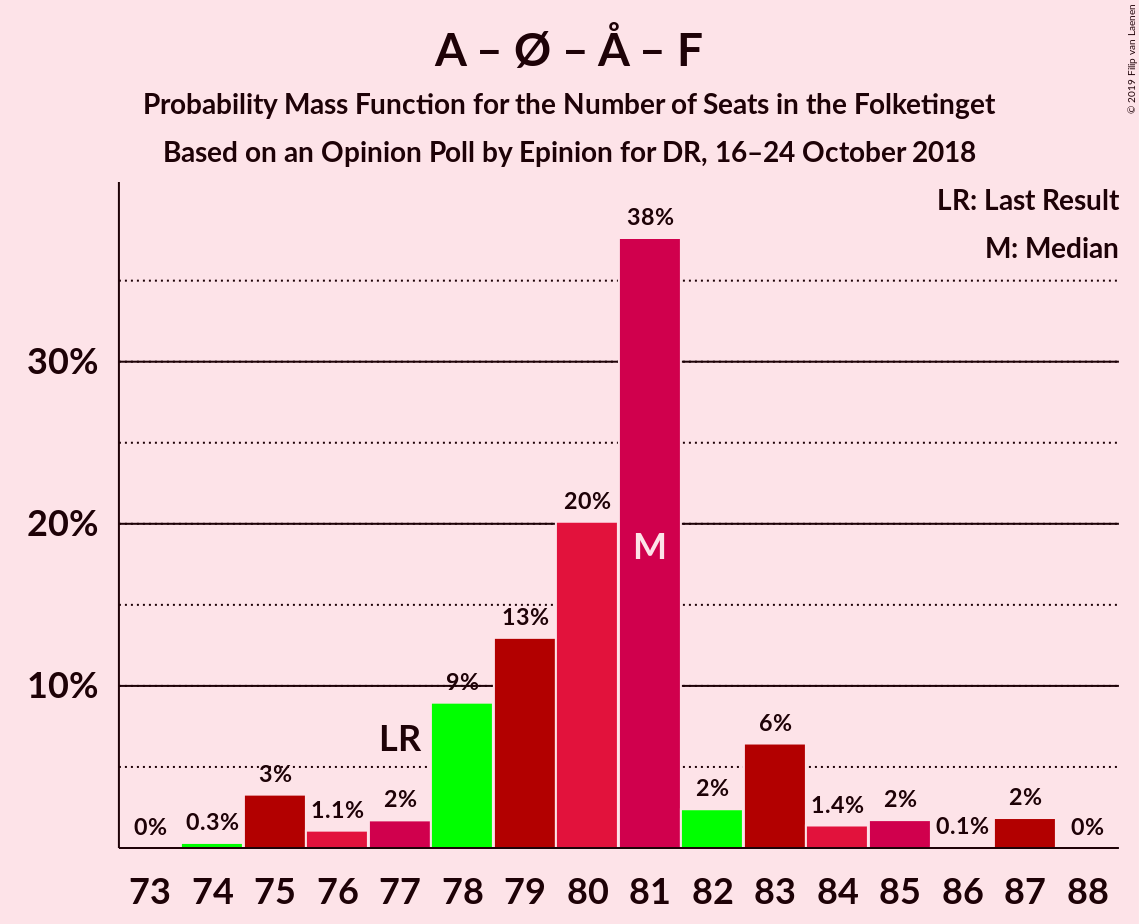 A – Ø – Å – F
Probability Mass Function for the Number of Seats in the Folketinget
Based on an Opinion Poll by Epinion for DR, 16–24 October 2018
© 2019 Filip van Laenen
LR: Last Result
M: Median
30%
20%
10%
0%
0.3%
3%
1.1%
2%
LR
9%
13%
20%
38%
M
2%
6%
1.4%
2%
0.1%
2%
0%
73 74 75 76 77 78 79 80 81 82 83 84 85 86 87 88